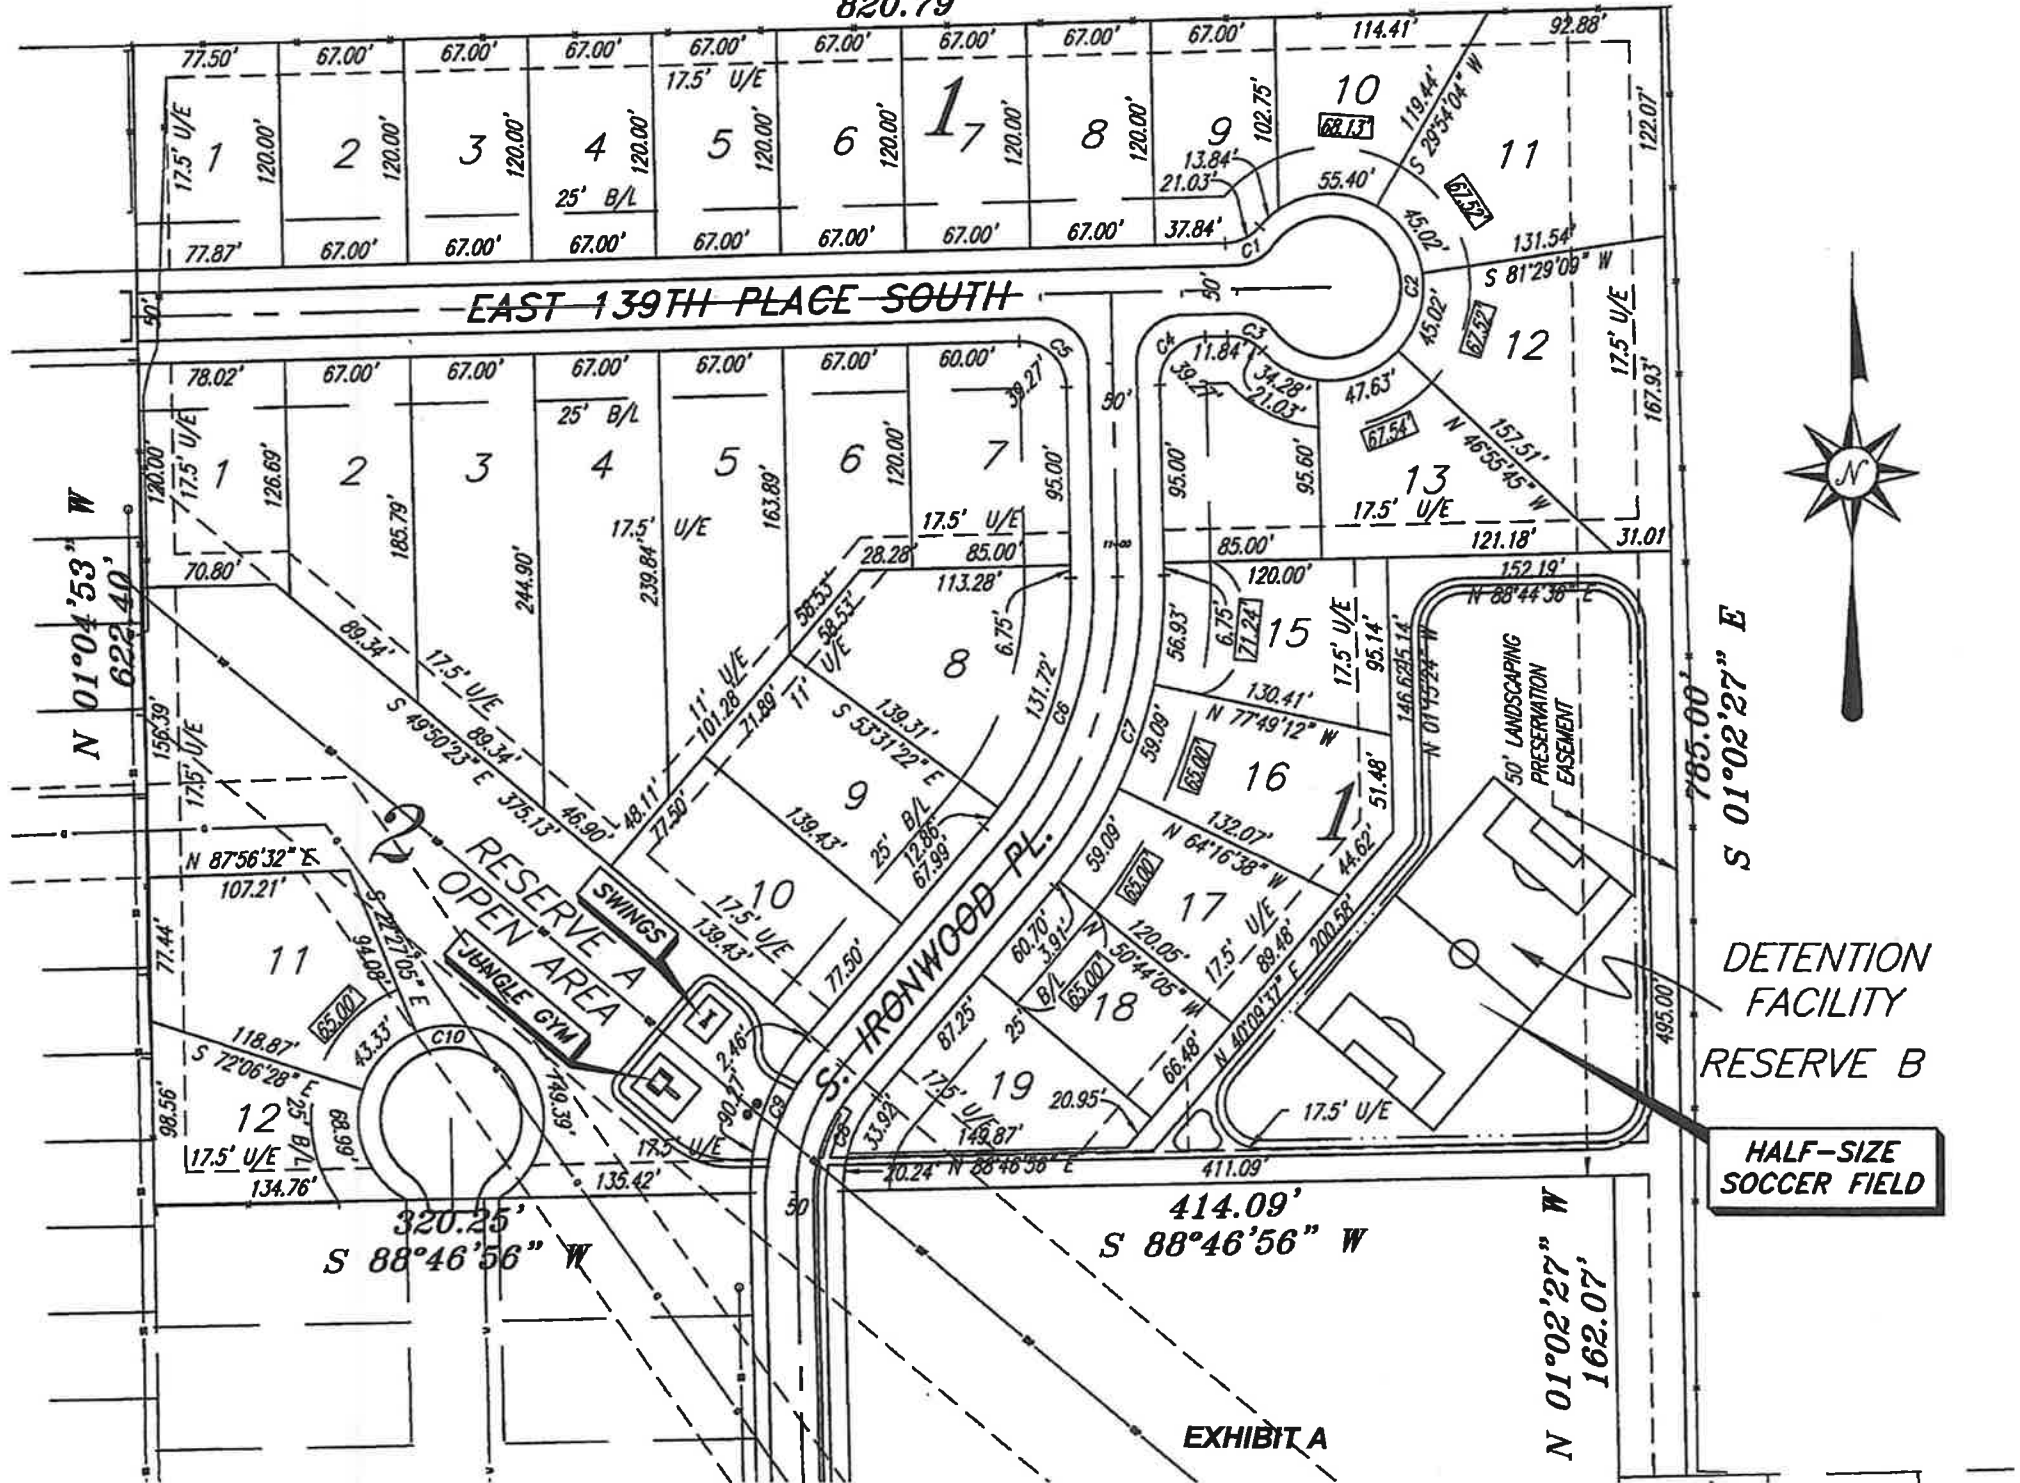 820.79
77.50'
67.00'
67.00'
67.00'
67.00'
67.00'
67.00'
67.00'
67.00'
114.41'
92.88'
17.5' U/E
17.5' U/E
1
1
120.00'
2
120.00'
3
120.00'
4
120.00'
5
120.00'
6
120.00'
7
120.00'
8
120.00'
9
102.75'
10
68.13'
119.44'
S 29°54'04" W
11
122.07'
13.84'
21.03'
55.40'
67.52'
45.02'
131.54'
S 81°29'09" W
25' B/L
77.87'
67.00'
67.00'
67.00'
67.00'
67.00'
67.00'
67.00'
37.84'
C1
C2
50'
EAST 139TH PLACE SOUTH
50'
45.02'
67.52'
12
17.5' U/E
167.93'
C5
C4
C3
11.84'
34.28'
21.03'
39.27'
39.27'
50'
47.63'
67.54'
157.51'
N 46°55'45" W
78.02'
67.00'
67.00'
67.00'
67.00'
67.00'
60.00'
25' B/L
120.00'
17.5' U/E
1
126.69'
2
185.79'
3
244.90'
4
239.84'
5
163.89'
6
120.00'
7
95.00'
95.00'
95.60'
13
17.5' U/E
17.5' U/E
17.5' U/E
28.28'
85.00'
113.28'
85.00'
121.18'
31.01
70.80'
N 01°04'53" W
622.40'
120.00'
152.19'
N 88°44'36" E
58.53'
58.53'
11' U/E
11' U/E
101.28'
71.89'
6.75'
8
131.72'
C6
56.93'
6.75'
71.24'
15
17.5' U/E
95.14'
N 01°15'24" W
50' LANDSCAPING
PRESERVATION
EASEMENT
785.00'
S 01°02'27" E
89.34'
17.5' U/E
89.34'
S 49°50'23" E
375.13'
46.90'
48.11'
77.50'
139.31'
S 53°31'22" E
130.41'
N 77°49'12" W
C7
59.09'
65.00'
16
51.48'
1
156.39'
17.5' U/E
2
9
139.43'
25' B/L
12.86'
67.99'
132.07'
N 64°16'38" W
44.62'
59.09'
65.00'
17
RESERVE A
OPEN AREA
SWINGS
JUNGLE GYM
10
17.5' U/E
139.43'
77.50'
S. IRONWOOD PL.
N 87°56'32" E
107.21'
77.44'
11
S 22°27'05" E
94.08'
65.00'
43.33'
60.70'
3.91'
120.05'
N 50°44'05" W
17.5' U/E
89.48'
200.58'
N 40°09'37" E
65.00'
18
25' B/L
87.25'
66.48'
DETENTION
FACILITY
RESERVE B
495.00'
118.87'
S 72°06'28" E
C10
149.39'
2.46'
90.27'
C9
C8
33.92'
19
17.5' U/E
20.95'
149.87'
17.5' U/E
98.56'
12
25' B/L
68.99'
17.5' U/E
134.76'
17.5' U/E
135.42'
20.24'
N 88°46'56" E
411.09'
HALF-SIZE
SOCCER FIELD
320.25'
S 88°46'56" W
50
414.09'
S 88°46'56" W
N 01°02'27" W
162.07'
EXHIBIT A
N